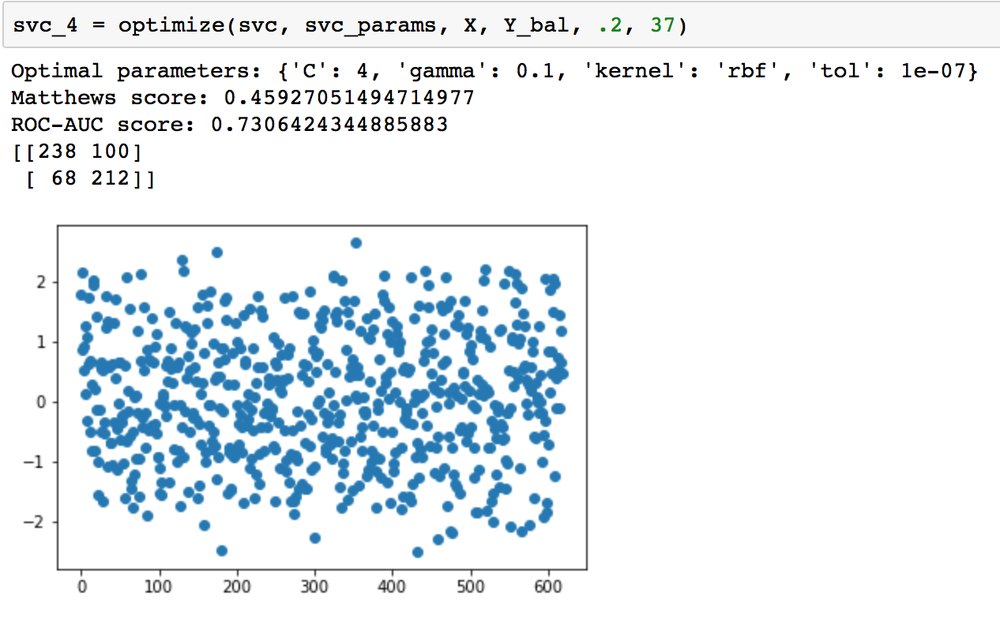 svc_4 = optimize(svc, svc_params, X, Y_bal, .2, 37)
Optimal parameters: {'C': 4, 'gamma': 0.1, 'kernel': 'rbf', 'tol': 1e-07}
Matthews score: 0.45927051494714977
ROC-AUC score: 0.7306424344885883
[[238 100]
 [ 68 212]]
2
1
0
−1
−2
0 100 200 300 400 500 600